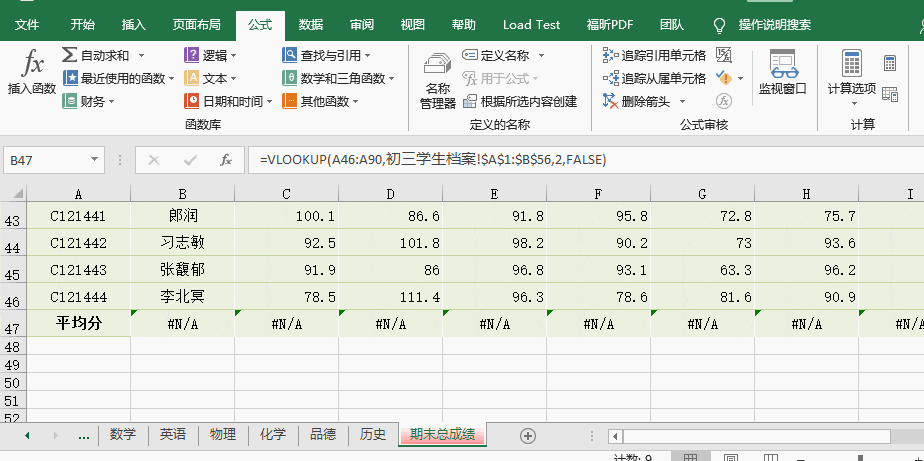 文件 开始 插入 页面布局 公式 数据 审阅 视图 帮助 Load Test 福昕PDF 团队 操作说明搜索
fx 插入函数
自动求和 逻辑 查找与引用
最近使用的函数 文本 数学和三角函数
财务 日期和时间 其他函数
函数库
名称管理器
定义名称
用于公式
根据所选内容创建
定义的名称
追踪引用单元格
追踪从属单元格
删除箭头
公式审核
监视窗口
计算选项
计算
B47 fx =VLOOKUP(A46:A90,初三学生档案!$A$1:$B$56,2,FALSE)
A B C D E F G H I
43 C121441 郎润 100.1 86.6 91.8 95.8 72.8 75.7
44 C121442 习志敏 92.5 101.8 98.2 90.2 73 93.6
45 C121443 张馥郁 91.9 86 96.8 93.1 63.3 96.2
46 C121444 李北冥 78.5 111.4 96.3 78.6 81.6 90.9
47 平均分 #N/A #N/A #N/A #N/A #N/A #N/A #N/A #N/A
48
49
50
51
52
... 数学 英语 物理 化学 品德 历史 期末总成绩
计数: 9